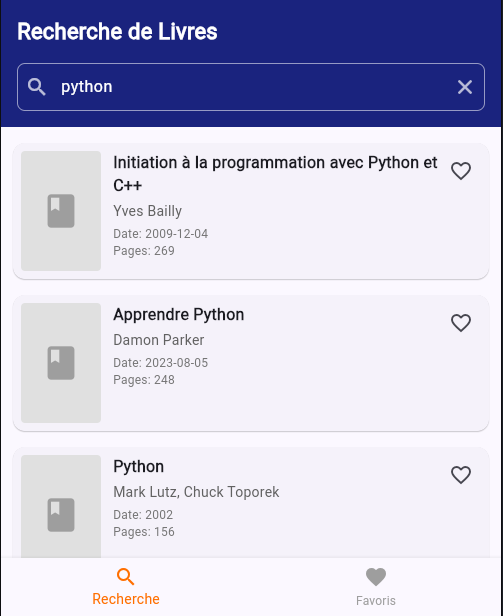 Recherche de Livres
python
Initiation à la programmation avec Python et
C++
Yves Bailly
Date: 2009-12-04
Pages: 269
Apprendre Python
Damon Parker
Date: 2023-08-05
Pages: 248
Python
Mark Lutz, Chuck Toporek
Date: 2002
Pages: 156
Recherche
Favoris